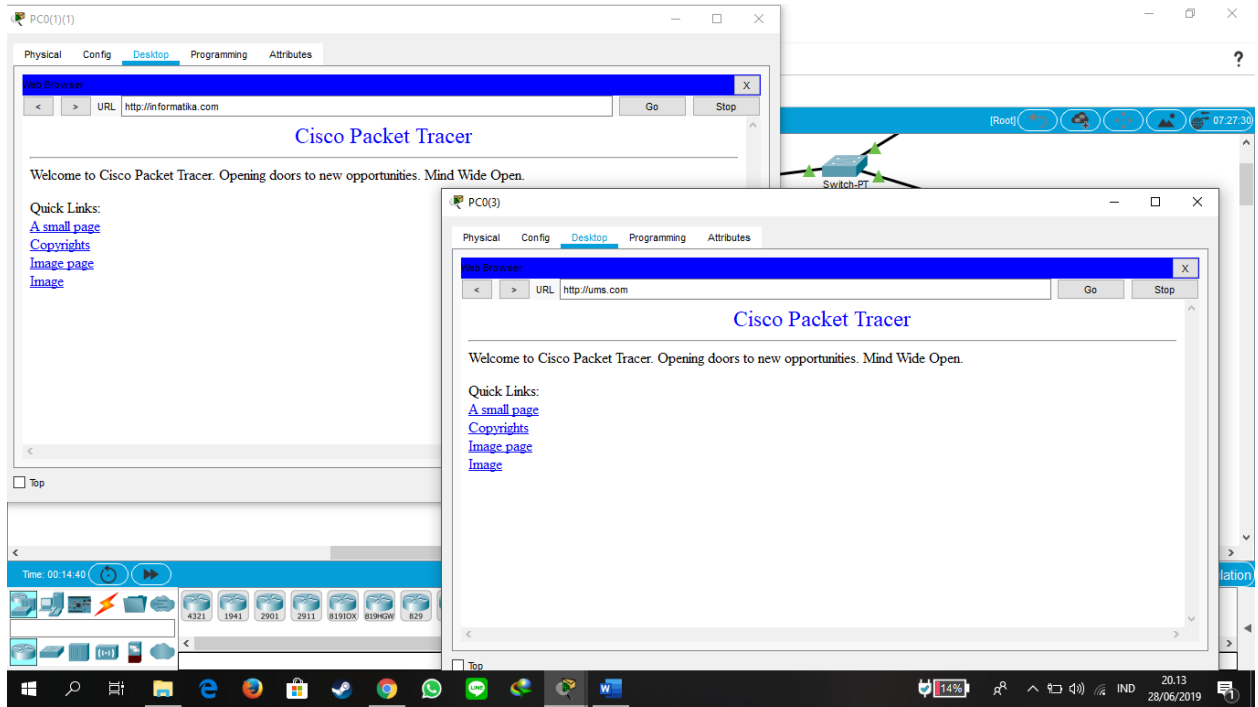 PC0(1)(1)
Physical Config Desktop Programming Attributes
Web Browser X
< > URL http://informatika.com Go Stop
Cisco Packet Tracer
Welcome to Cisco Packet Tracer. Opening doors to new opportunities. Mind Wide Open.
Quick Links:
A small page
Copyrights
Image page
Image
Top
?
[Root] 07:27:30
Switch-PT
PC0(3)
Physical Config Desktop Programming Attributes
Web Browser X
< > URL http://ums.com Go Stop
Cisco Packet Tracer
Welcome to Cisco Packet Tracer. Opening doors to new opportunities. Mind Wide Open.
Quick Links:
A small page
Copyrights
Image page
Image
Top
Time: 00:14:40
lation
4321 1941 2901 2911 819IOX 819HGW 829
LINE
W
14%
IND
20.13
28/06/2019
1